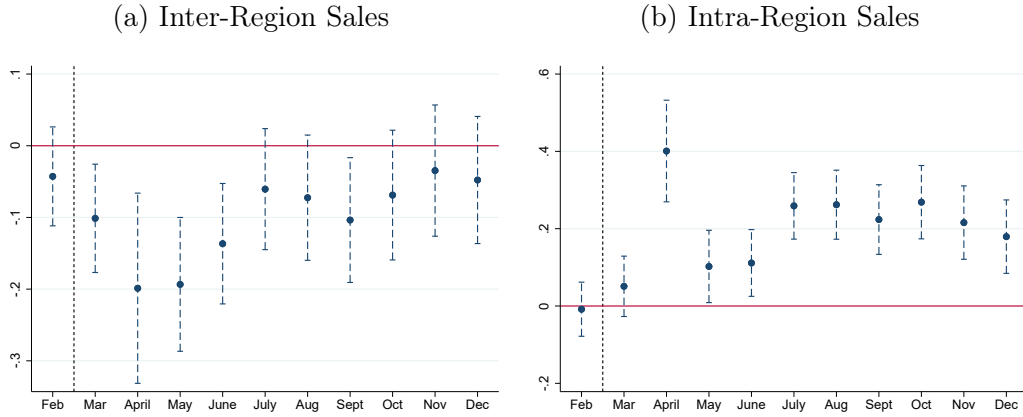 (a) Inter-Region Sales
.1
0
-.1
-.2
-.3
Feb Mar April May June July Aug Sept Oct Nov Dec
(b) Intra-Region Sales
.6
.4
.2
0
-.2
Feb Mar April May June July Aug Sept Oct Nov Dec